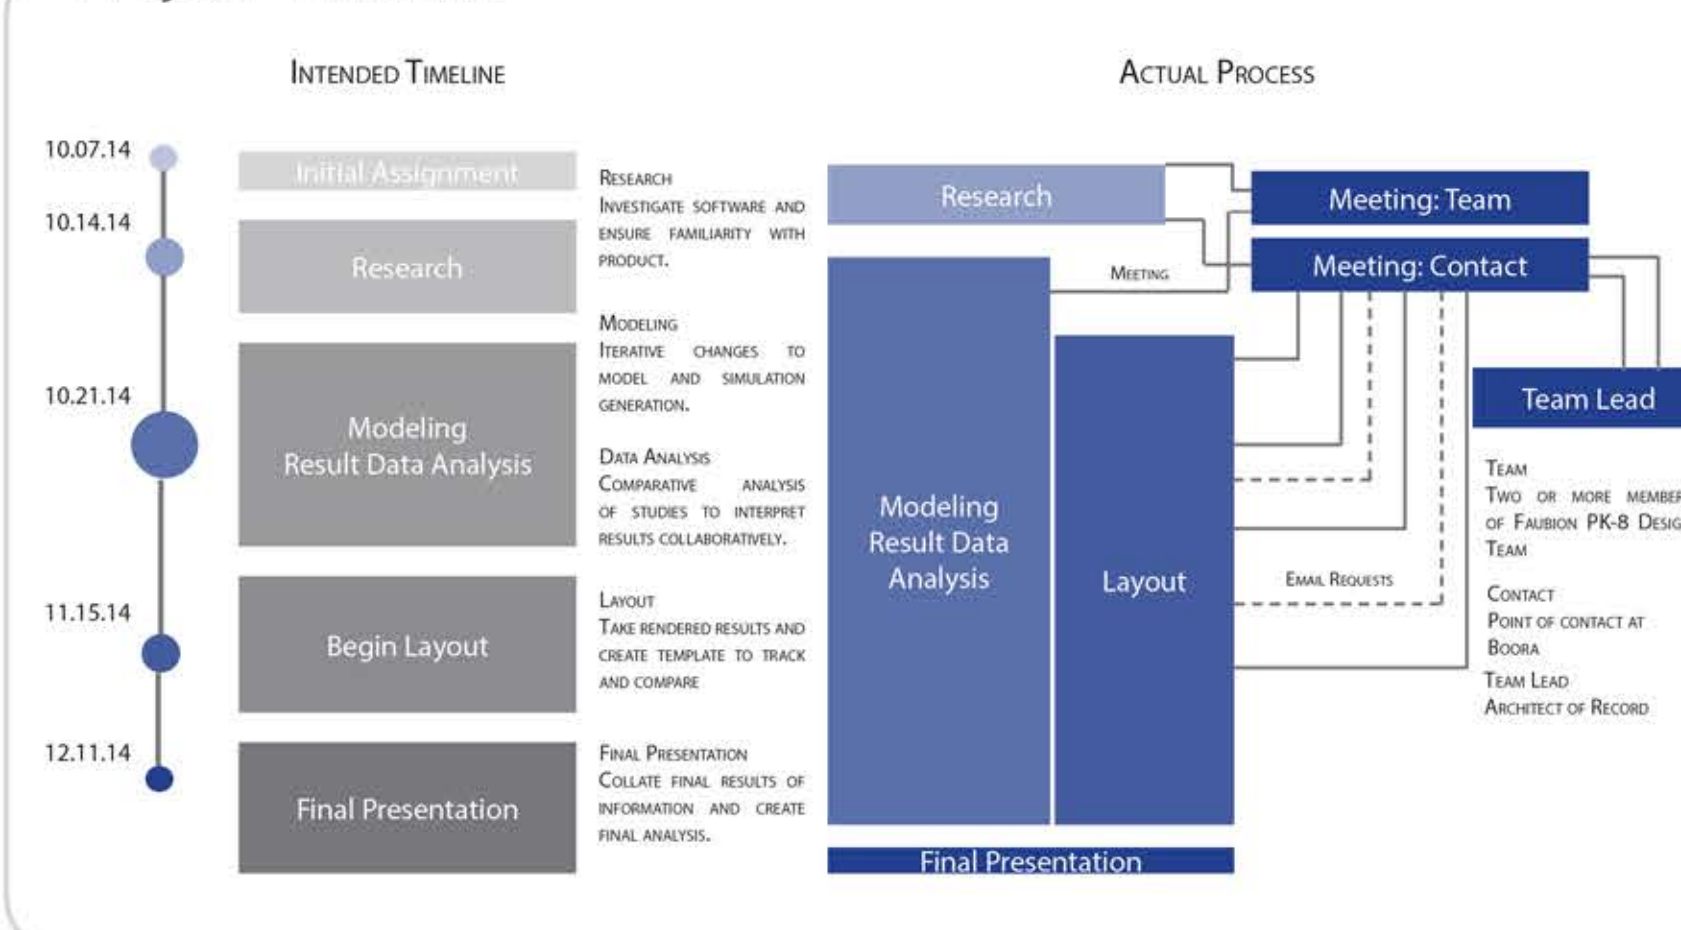 INTENDED TIMELINE
10.07.14
10.14.14
10.21.14
11.15.14
12.11.14
Initial Assignment
Research
Modeling
Result Data Analysis
Begin Layout
Final Presentation
RESEARCH
INVESTIGATE SOFTWARE AND
ENSURE FAMILIARITY WITH
PRODUCT.
MODELING
ITERATIVE CHANGES TO
MODEL AND SIMULATION
GENERATION.
DATA ANALYSIS
COMPARATIVE ANALYSIS
OF STUDIES TO INTERPRET
RESULTS COLLABORATIVELY.
LAYOUT
TAKE RENDERED RESULTS AND
CREATE TEMPLATE TO TRACK
AND COMPARE
FINAL PRESENTATION
COLLATE FINAL RESULTS OF
INFORMATION AND CREATE
FINAL ANALYSIS.
ACTUAL PROCESS
Research
Meeting: Team
Meeting: Contact
MEETING
Modeling
Result Data
Analysis
Layout
EMAIL REQUESTS
Final Presentation
Team Lead
TEAM
TWO OR MORE MEMBER
OF FAUBION PK-8 DESIG
TEAM
CONTACT
POINT OF CONTACT AT
BOORA
TEAM LEAD
ARCHITECT OF RECORD